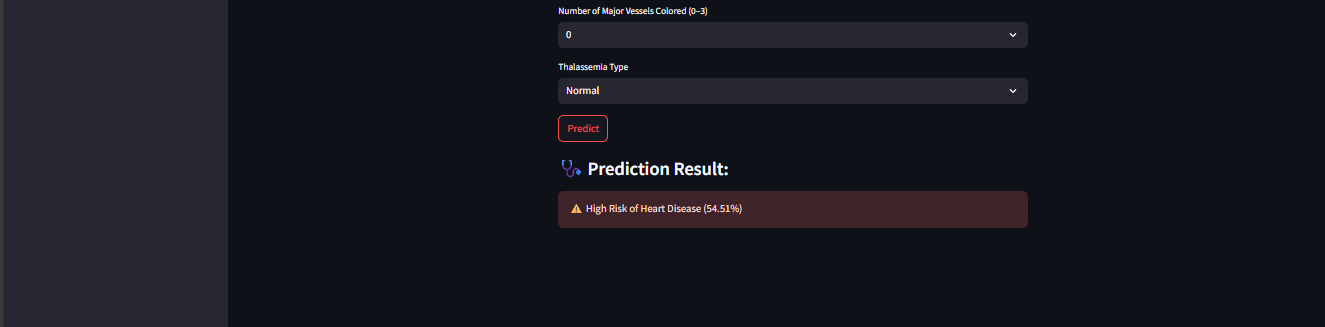 Number of Major Vessels Colored (0–3)
0
Thalassemia Type
Normal
Predict
🩺 Prediction Result:
⚠️ High Risk of Heart Disease (54.51%)